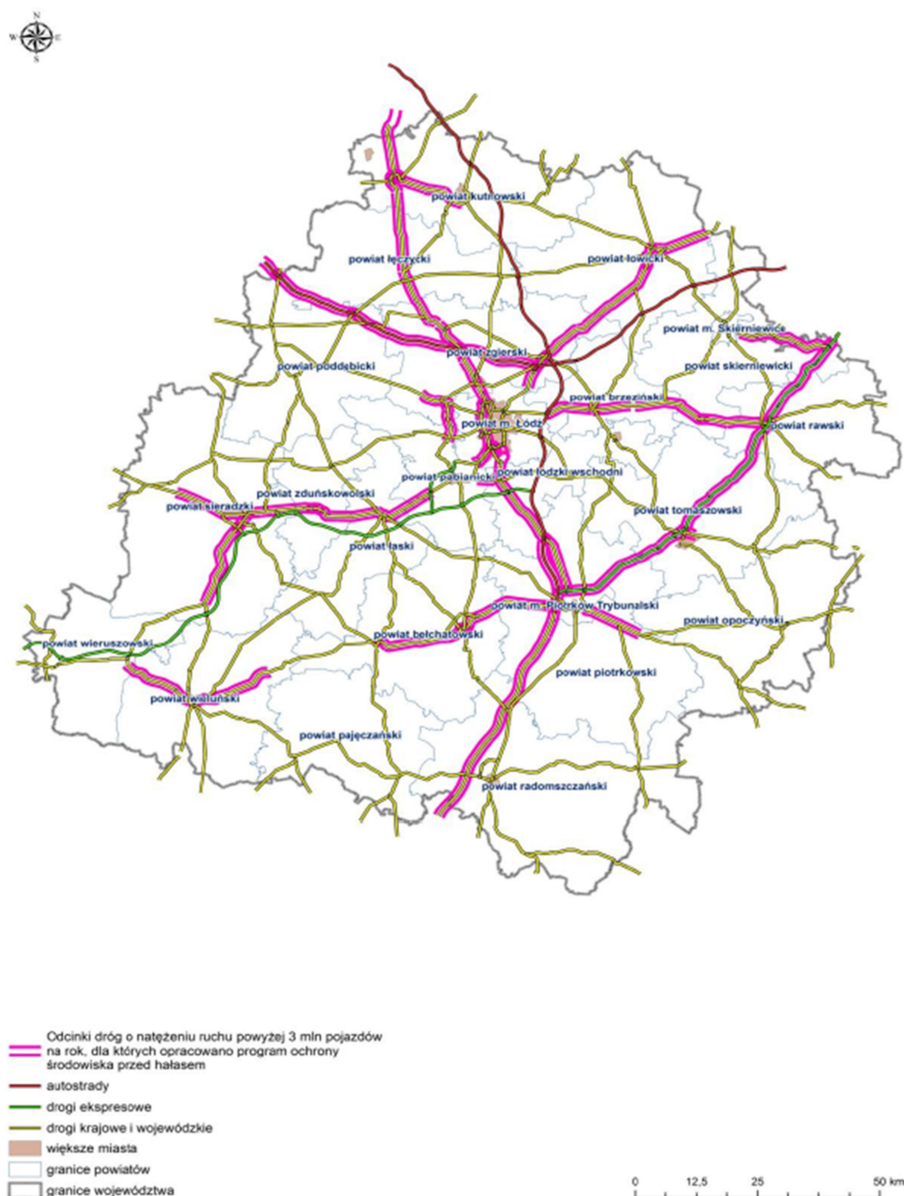 N
W E
S
powiat kutnowski
powiat łęczycki
powiat łowicki
powiat m. Skierniewice
powiat zgierski
powiat poddębicki
powiat skierniewicki
powiat brzeziński
powiat m. Łódź
powiat rawski
powiat łódzki wschodni
powiat pabianicki
powiat zduńskowolski
powiat sieradzki
powiat tomaszowski
powiat łaski
powiat m. Piotrków Trybunalski
powiat opoczyński
powiat bełchatowski
powiat wieruszowski
powiat piotrkowski
powiat wieluński
powiat pajęczański
powiat radomszczański
Odcinki dróg o natężeniu ruchu powyżej 3 mln pojazdów
na rok, dla których opracowano program ochrony
środowiska przed hałasem
autostrady
drogi ekspresowe
drogi krajowe i wojewódzkie
większe miasta
granice powiatów
granice województwa
0 12,5 25 50 km